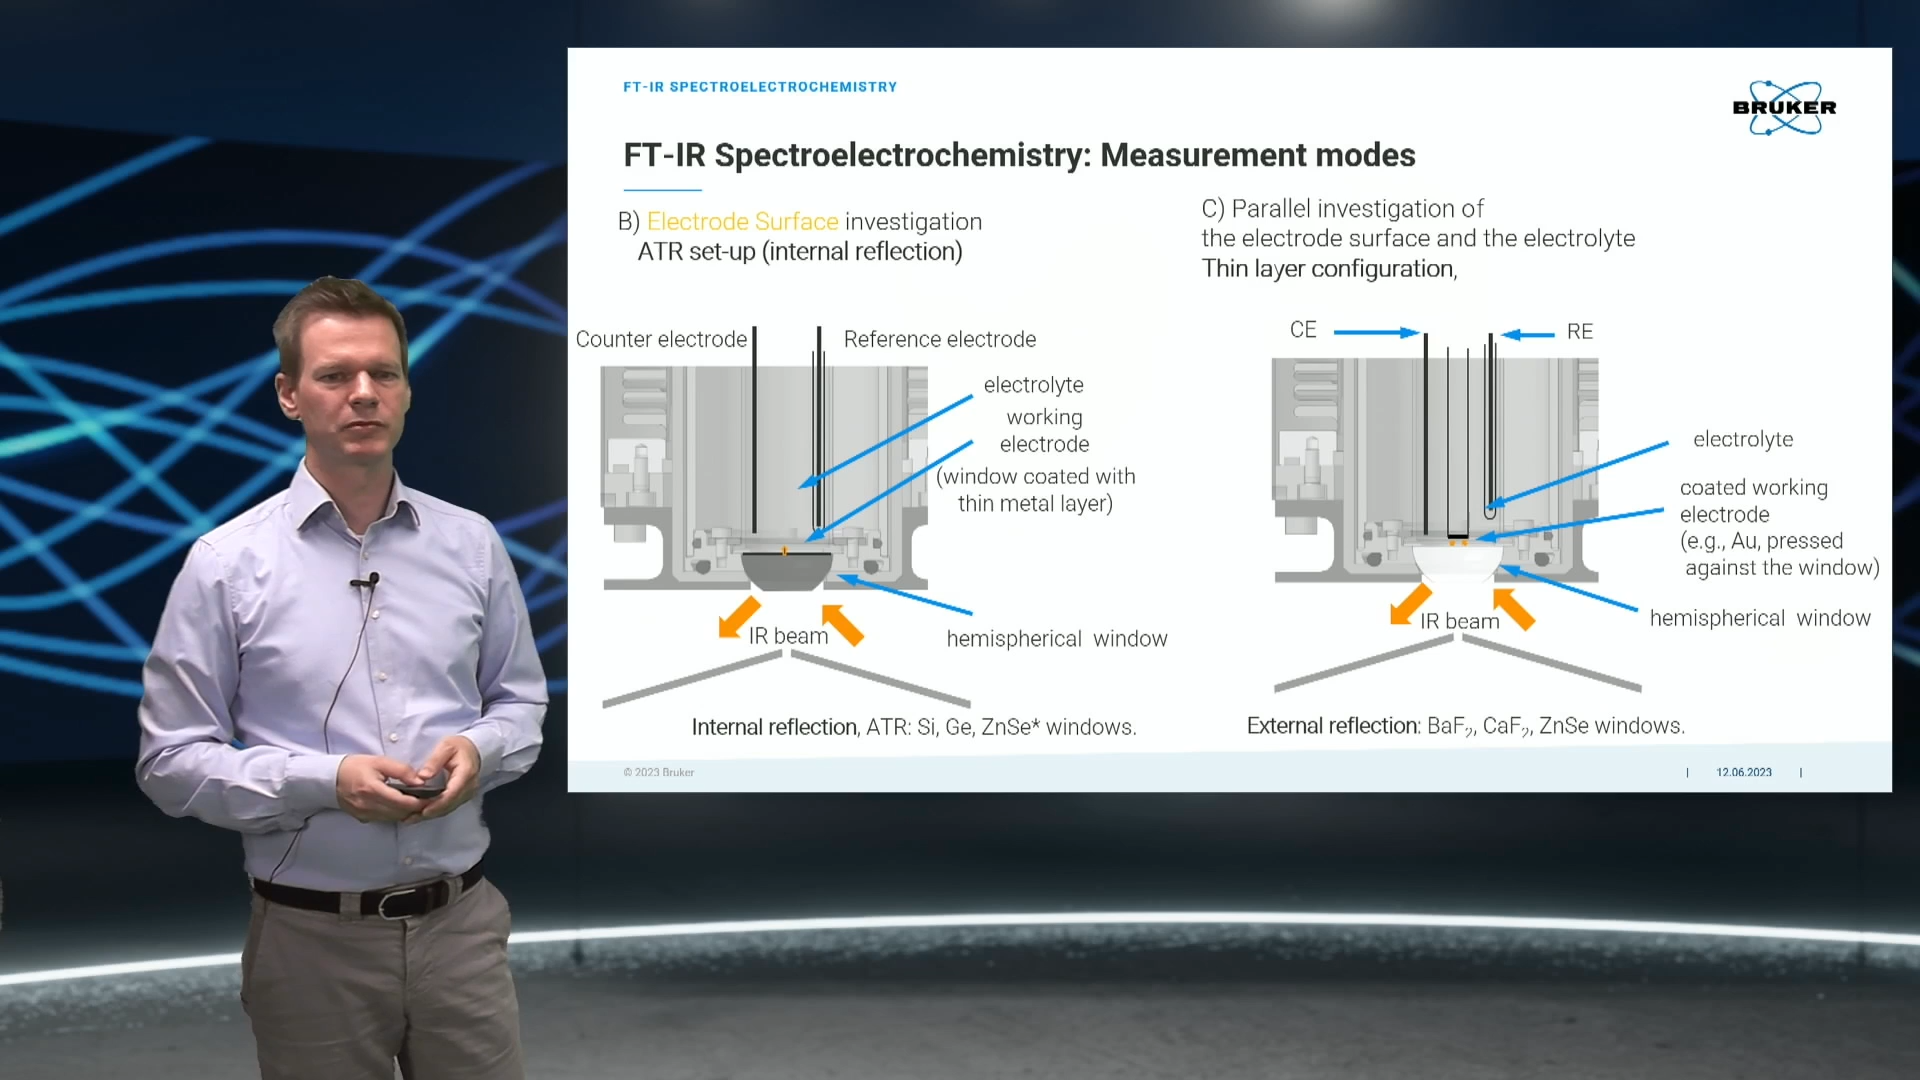 FT-IR SPECTROELECTROCHEMISTRY
BRUKER
FT-IR Spectroelectrochemistry: Measurement modes
B) Electrode Surface investigation
ATR set-up (internal reflection)
Counter electrode
Reference electrode
electrolyte
working
electrode
(window coated with
thin metal layer)
IR beam
hemispherical window
Internal reflection, ATR: Si, Ge, ZnSe* windows.
C) Parallel investigation of
the electrode surface and the electrolyte
Thin layer configuration,
CE
RE
electrolyte
coated working
electrode
(e.g., Au, pressed
against the window)
IR beam
hemispherical window
External reflection: BaF₂, CaF₂, ZnSe windows.
© 2023 Bruker
| 12.06.2023 |